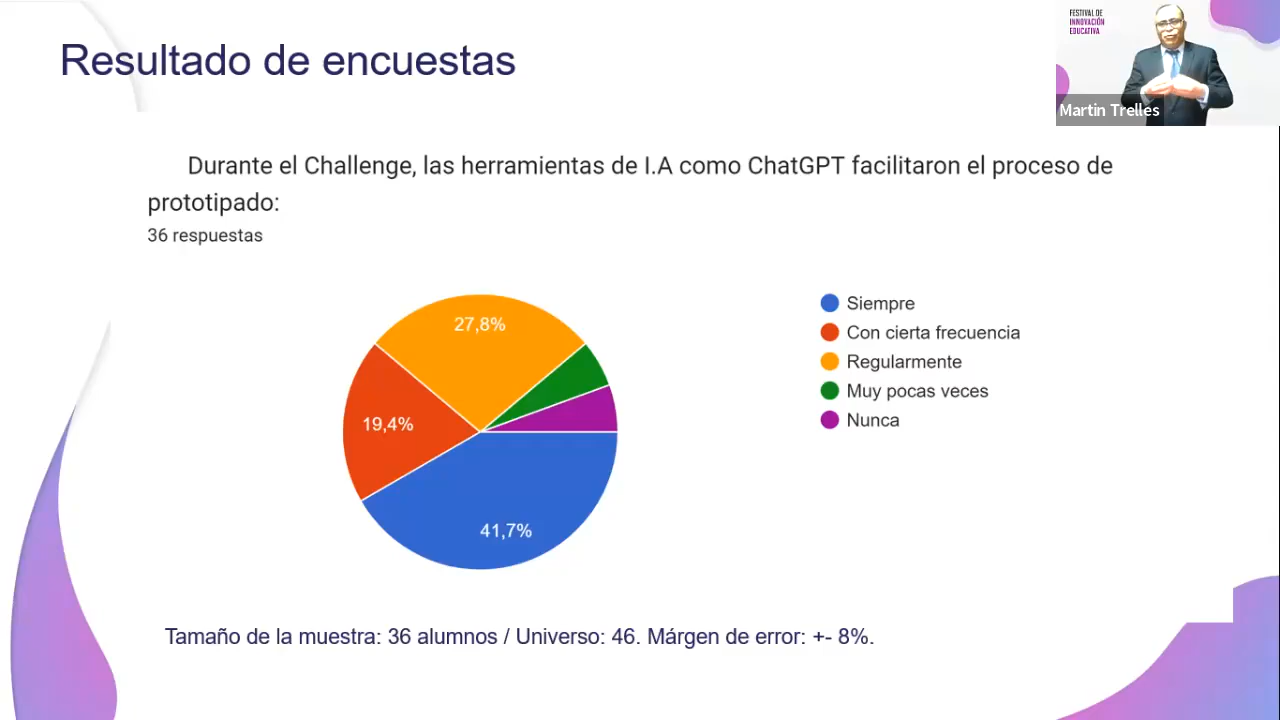 Resultado de encuestas
FESTIVAL DE
INNOVACIÓN
EDUCATIVA
Martin Trelles
Durante el Challenge, las herramientas de I.A como ChatGPT facilitaron el proceso de
prototipado:
36 respuestas
27,8%
19,4%
41,7%
Siempre
Con cierta frecuencia
Regularmente
Muy pocas veces
Nunca
Tamaño de la muestra: 36 alumnos / Universo: 46. Márgen de error: +- 8%.